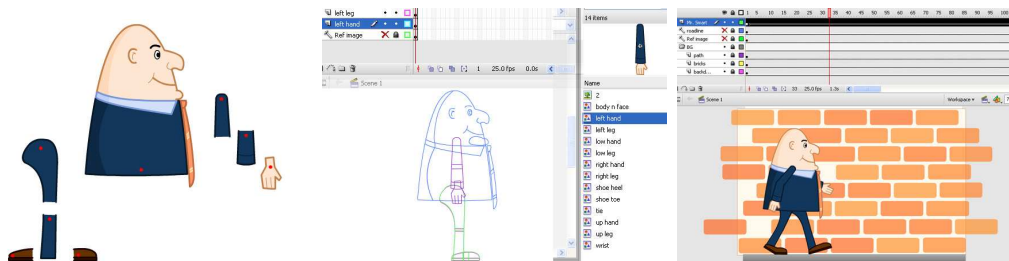 left leg
left hand
Ref image
1 25.0 fps 0.0s
Scene 1
14 items
Name
2
body n face
left hand
left leg
low hand
low leg
right hand
right leg
shoe heel
shoe toe
tie
up hand
up leg
wrist
1 5 10 15 20 25 30 35 40 45 50 55 60 65 70 75 80 85 90 95 100
Mr. Smart
roadline
Ref image
BG
path
bricks
backd...
33 25.0 fps 1.3s
Scene 1
Workspace